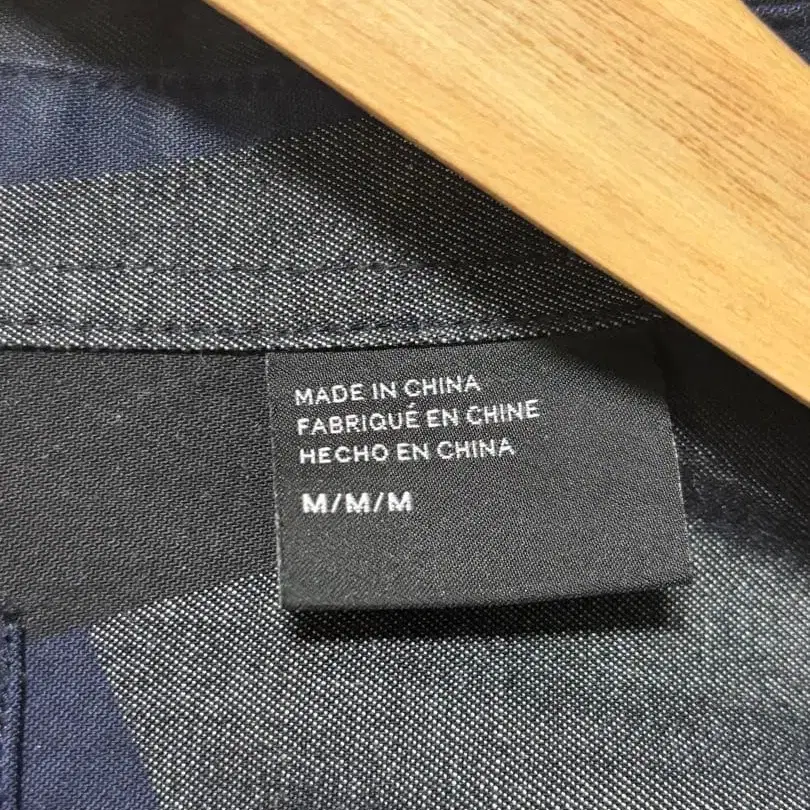 MADE IN CHINA
FABRIQUÉ EN CHINE
HECHO EN CHINA
M/M/M